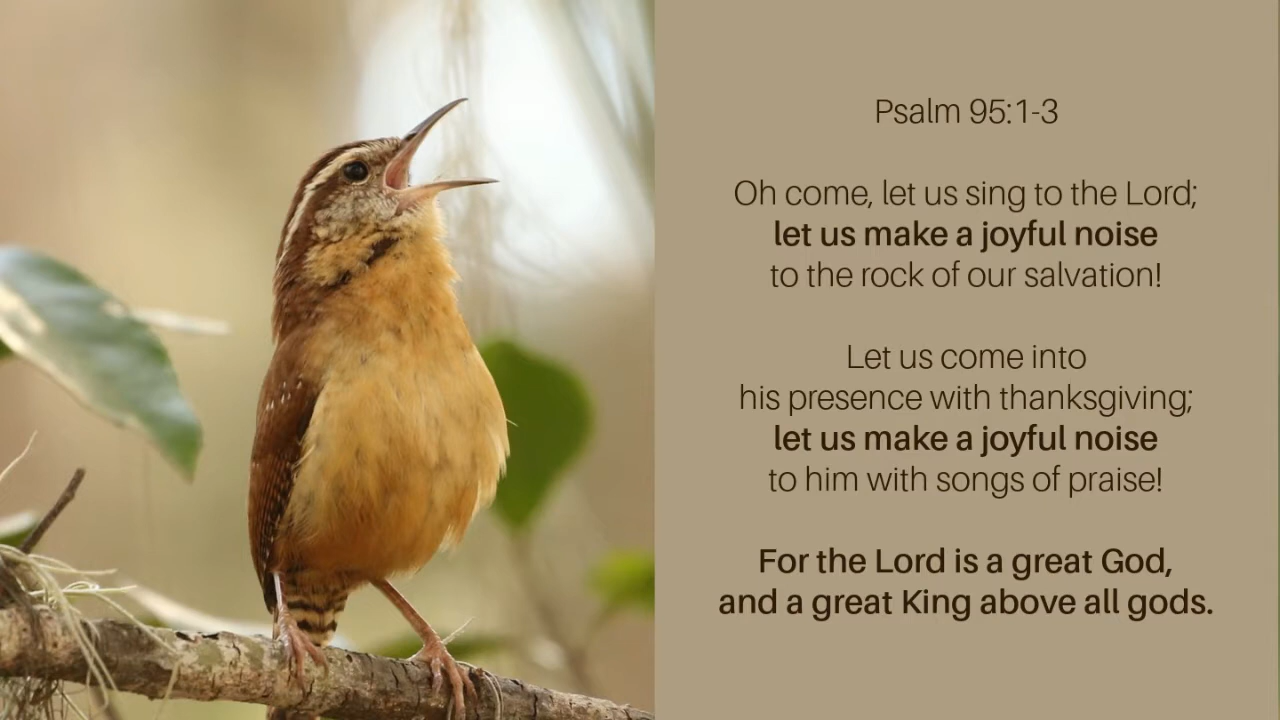 Psalm 95:1-3
Oh come, let us sing to the Lord;
let us make a joyful noise
to the rock of our salvation!
Let us come into
his presence with thanksgiving;
let us make a joyful noise
to him with songs of praise!
For the Lord is a great God,
and a great King above all gods.